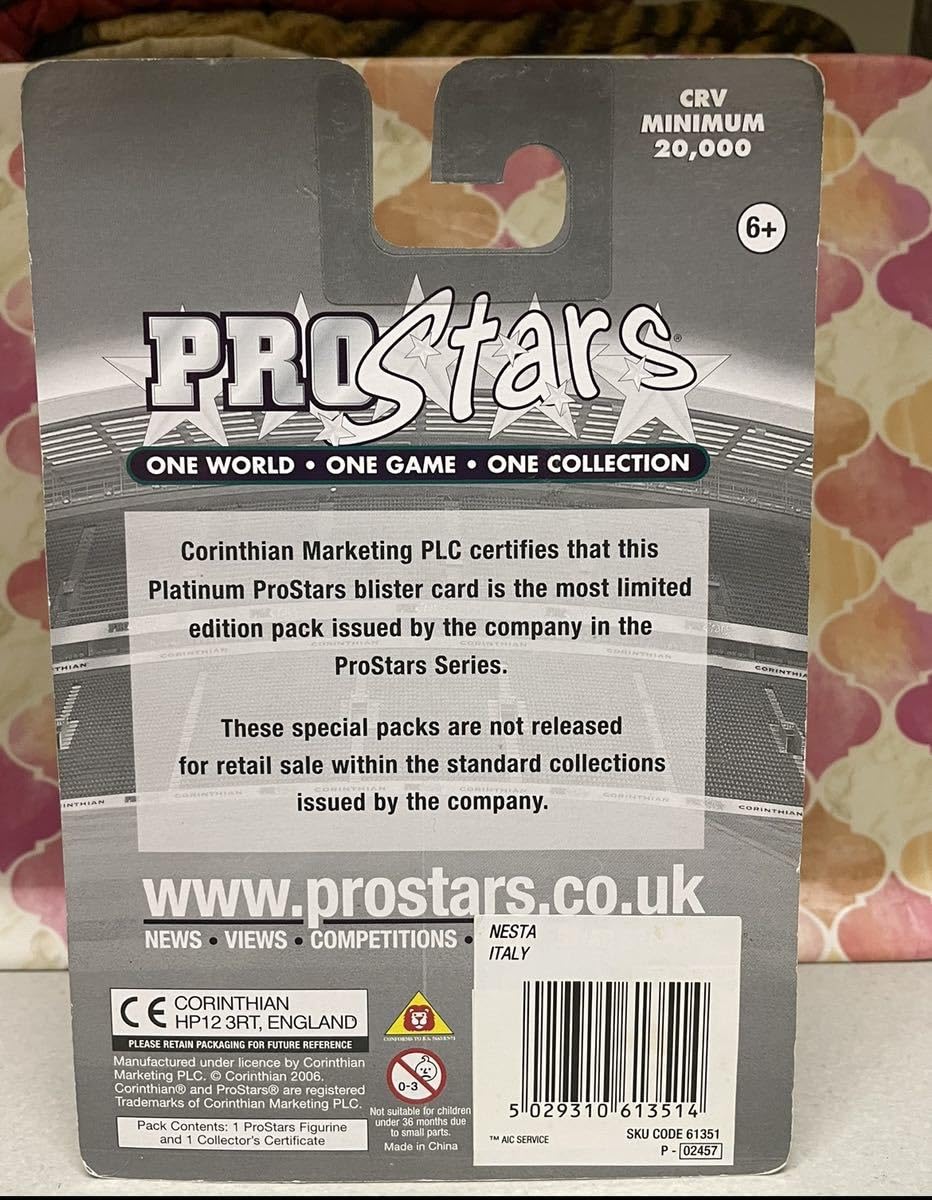 CRV
MINIMUM
20,000
6+
PROStars®
ONE WORLD • ONE GAME • ONE COLLECTION
Corinthian Marketing PLC certifies that this
Platinum ProStars blister card is the most limited
edition pack issued by the company in the
ProStars Series.
These special packs are not released
for retail sale within the standard collections
issued by the company.
CORINTHIAN
CORINTHIAN
www.prostars.co.uk
NEWS • VIEWS • COMPETITIONS •
NESTA
ITALY
CE CORINTHIAN
HP12 3RT, ENGLAND
PLEASE RETAIN PACKAGING FOR FUTURE REFERENCE
Manufactured under licence by Corinthian
Marketing PLC. © Corinthian 2006.
Corinthian® and ProStars® are registered
Trademarks of Corinthian Marketing PLC.
Pack Contents: 1 ProStars Figurine
and 1 Collector's Certificate
0-3
Not suitable for children
under 36 months due
to small parts.
Made in China
5 029310 613514
™ AIC SERVICE
SKU CODE 61351
P - 02457